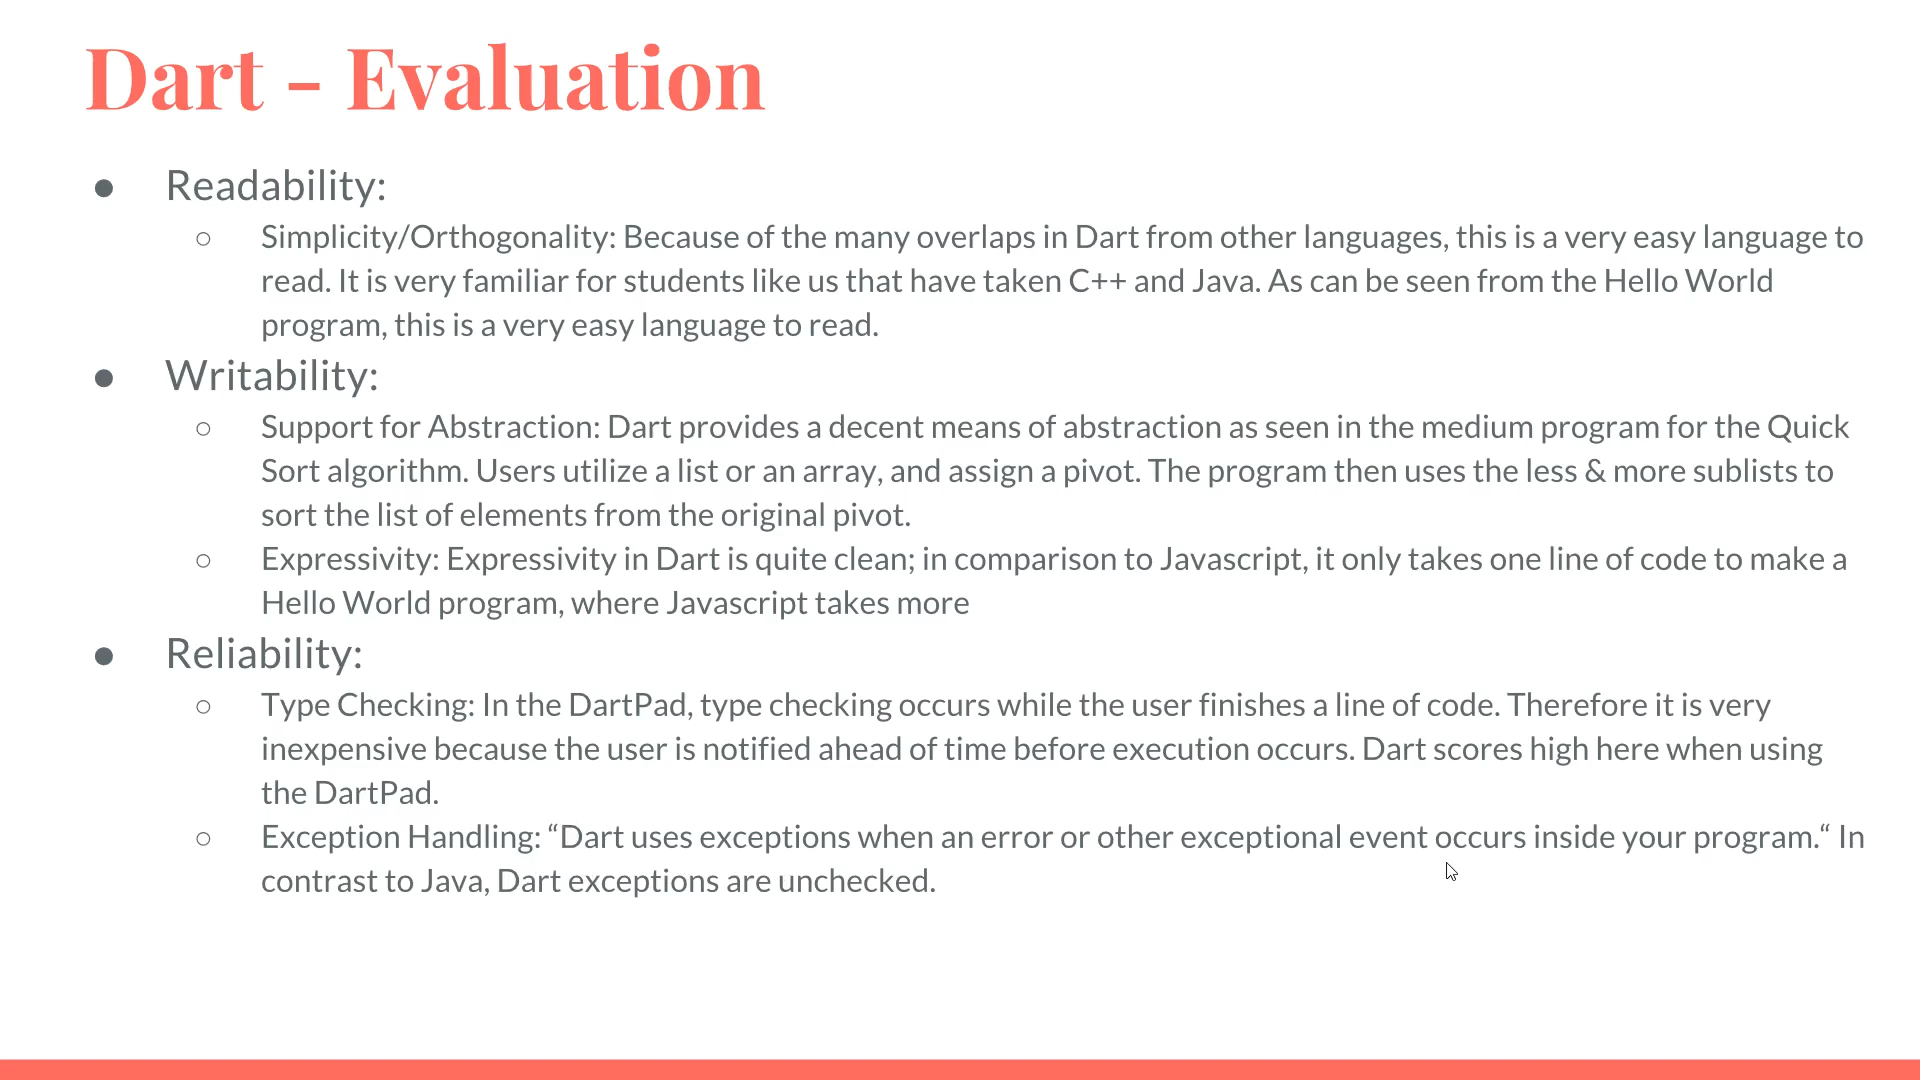 Dart - Evaluation
● Readability:
○ Simplicity/Orthogonality: Because of the many overlaps in Dart from other languages, this is a very easy language to
read. It is very familiar for students like us that have taken C++ and Java. As can be seen from the Hello World
program, this is a very easy language to read.
● Writability:
○ Support for Abstraction: Dart provides a decent means of abstraction as seen in the medium program for the Quick
Sort algorithm. Users utilize a list or an array, and assign a pivot. The program then uses the less & more sublists to
sort the list of elements from the original pivot.
○ Expressivity: Expressivity in Dart is quite clean; in comparison to Javascript, it only takes one line of code to make a
Hello World program, where Javascript takes more
● Reliability:
○ Type Checking: In the DartPad, type checking occurs while the user finishes a line of code. Therefore it is very
inexpensive because the user is notified ahead of time before execution occurs. Dart scores high here when using
the DartPad.
○ Exception Handling: “Dart uses exceptions when an error or other exceptional event occurs inside your program.“ In
contrast to Java, Dart exceptions are unchecked.